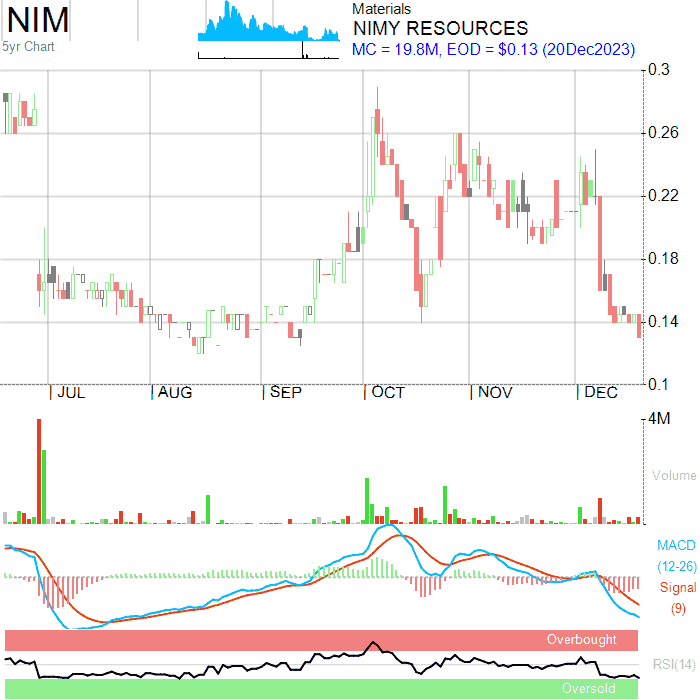 NIM
5yr Chart
Materials
NIMY RESOURCES
MC = 19.8M, EOD = $0.13 (20Dec2023)
0.3
0.26
0.22
0.18
0.14
0.1
JUL AUG SEP OCT NOV DEC
4M
Volume
MACD
(12-26)
Signal
(9)
Overbought
RSI(14)
Oversold